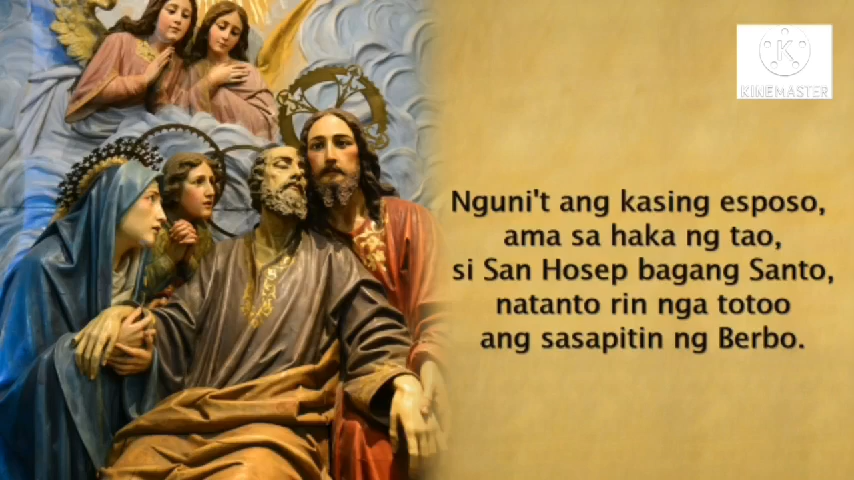 KINEMASTER
Nguni't ang kasing esposo,
ama sa haka ng tao,
si San Hosep bagang Santo,
natanto rin nga totoo
ang sasapitin ng Berbo.